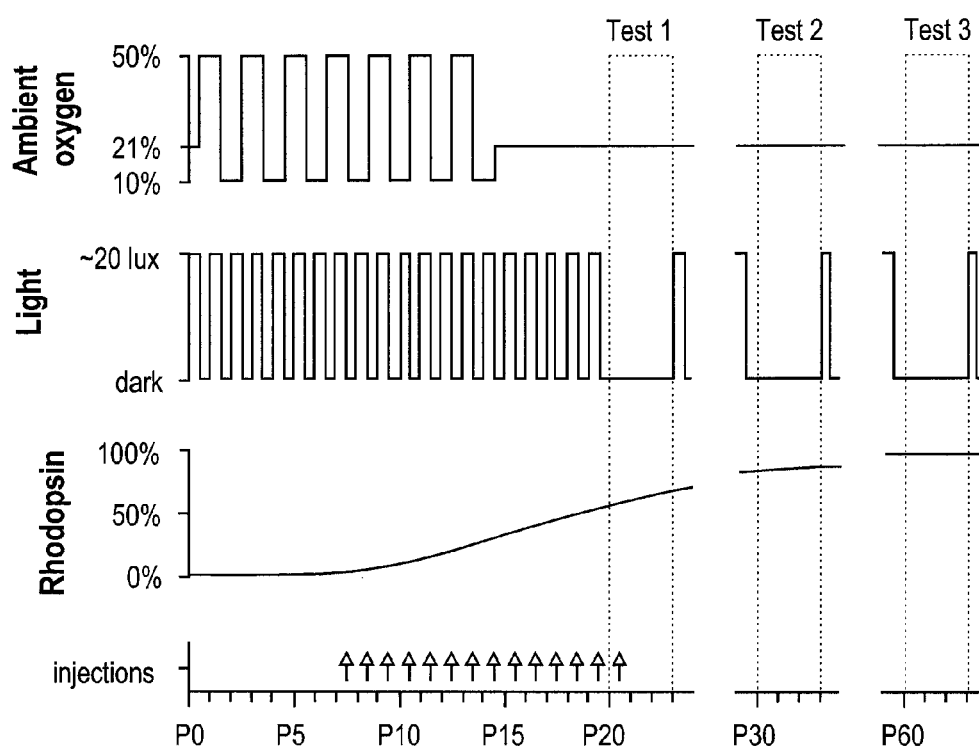 Test 1 Test 2 Test 3
Ambient oxygen
50%
21%
10%
Light
~20 lux
dark
Rhodopsin
100%
50%
0%
injections
P0 P5 P10 P15 P20 P30 P60